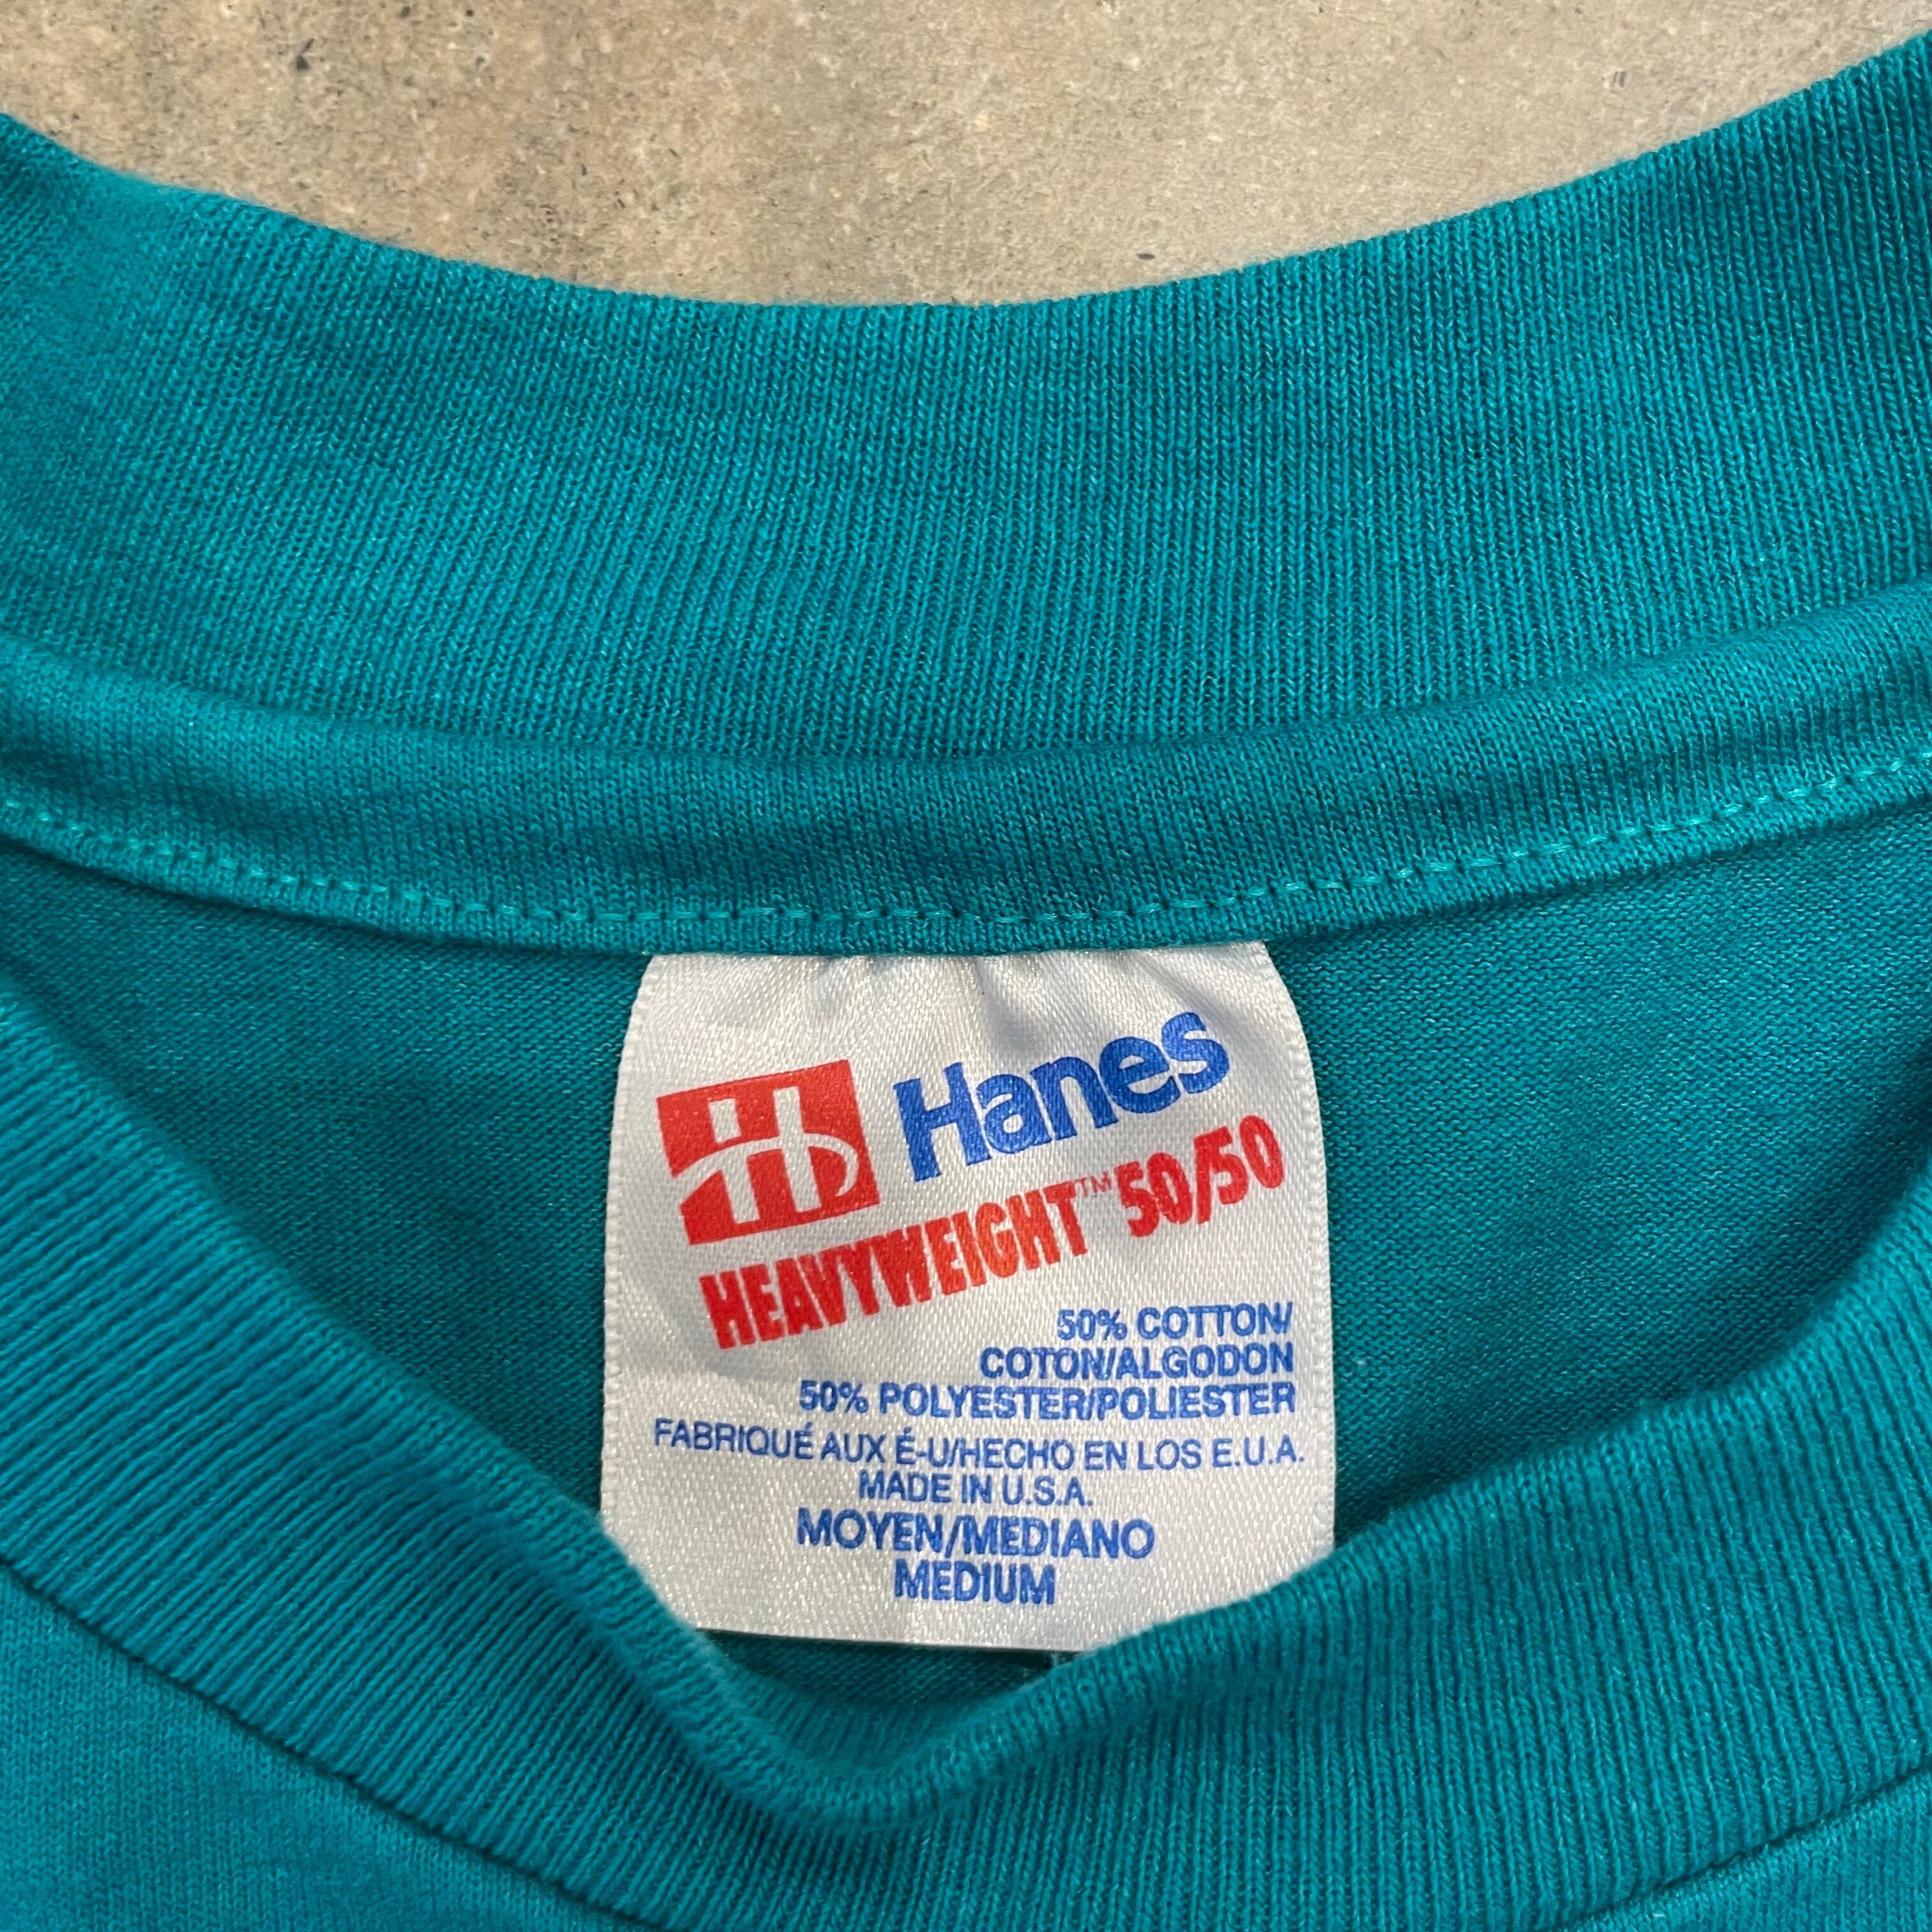 Hanes
HEAVYWEIGHT™ 50/50
50% COTTON/
COTON/ALGODON
50% POLYESTER/POLIESTER
FABRIQUÉ AUX É-U/HECHO EN LOS E.U.A.
MADE IN U.S.A.
MOYEN/MEDIANO
MEDIUM